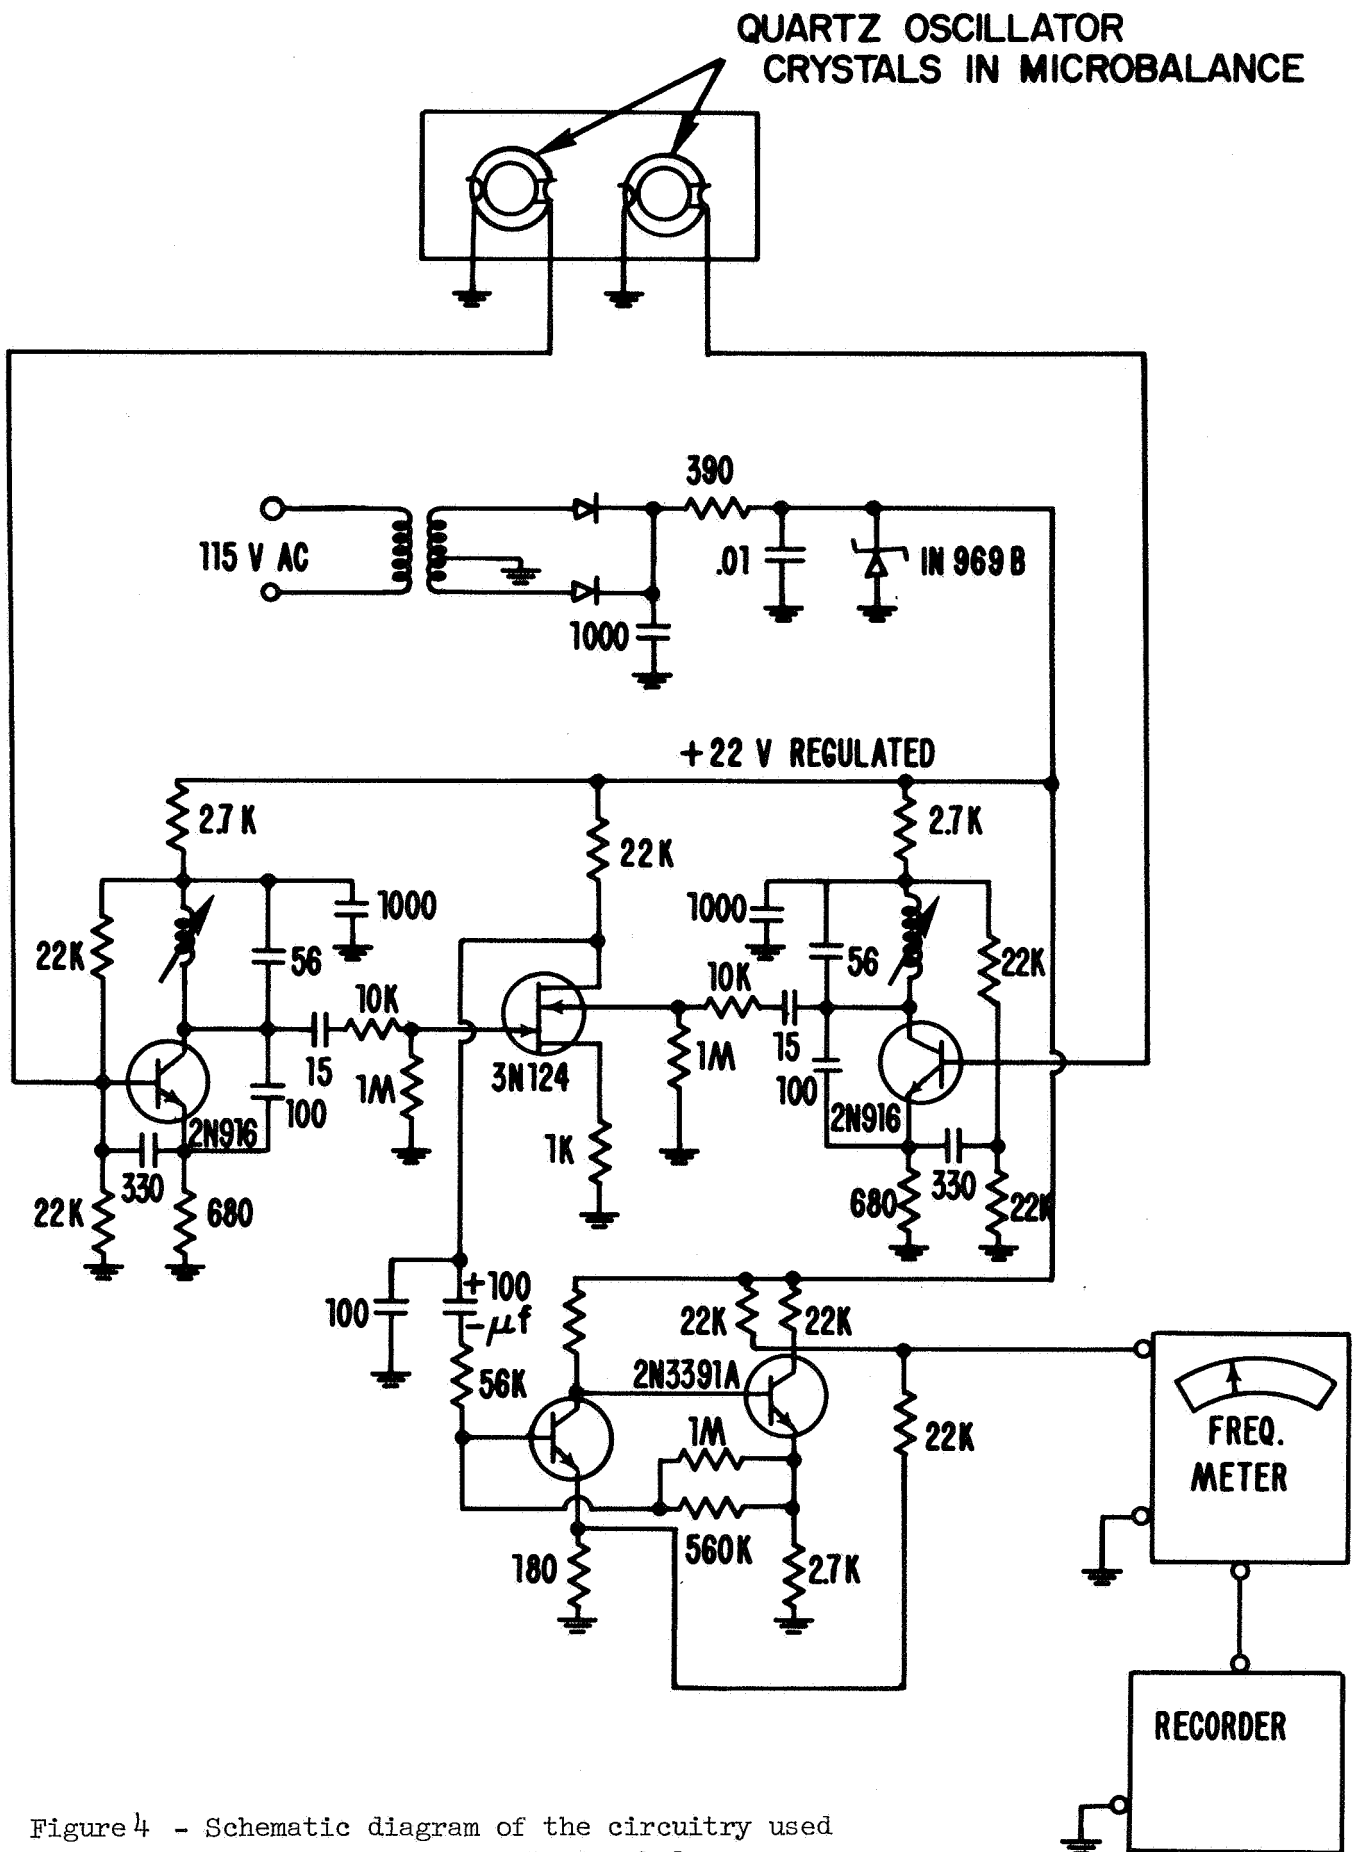 QUARTZ OSCILLATOR
CRYSTALS IN MICROBALANCE
390
115 V AC
.01
IN 969 B
1000
+22 V REGULATED
2.7 K
22 K
2.7 K
1000
1000
22K
56
56
22K
10K
10K
15
1M
3N124
1M
15
100
100
2N916
2N916
330
1K
330
22K
680
680
22K
100
+100
-μf
22K
22K
56K
2N3391A
1M
22K
FREQ.
METER
560K
180
2.7K
RECORDER
Figure 4 - Schematic diagram of the circuitry used